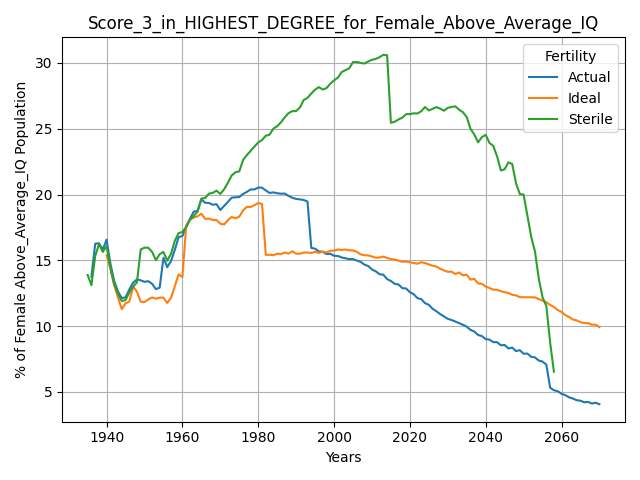 Score_3_in_HIGHEST_DEGREE_for_Female_Above_Average_IQ
% of Female Above_Average_IQ Population
30
25
20
15
10
5
Fertility
Actual
Ideal
Sterile
1940 1960 1980 2000 2020 2040 2060
Years